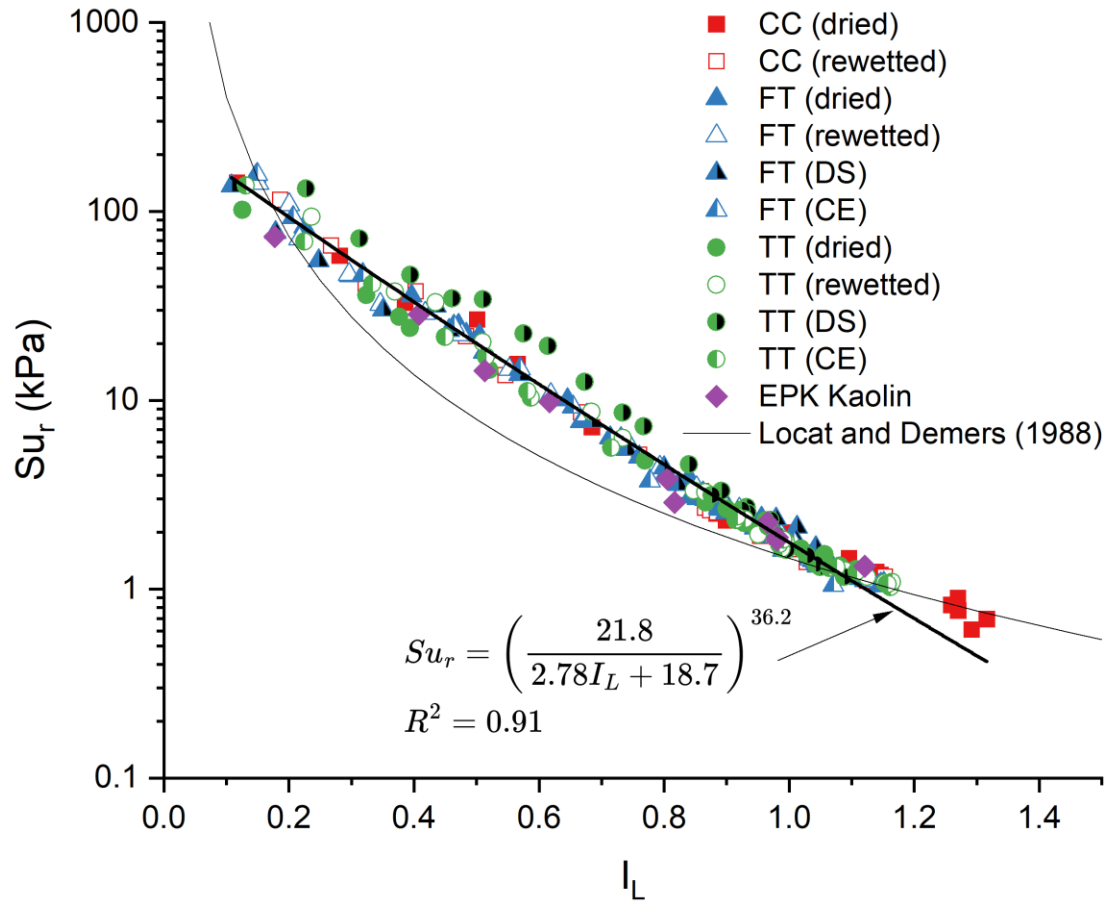 1000
100
10
1
0.1
Su_r (kPa)
CC (dried)
CC (rewetted)
FT (dried)
FT (rewetted)
FT (DS)
FT (CE)
TT (dried)
TT (rewetted)
TT (DS)
TT (CE)
EPK Kaolin
Locat and Demers (1988)
Su_r = (21.8 / (2.78I_L + 18.7))^36.2
R² = 0.91
0.0 0.2 0.4 0.6 0.8 1.0 1.2 1.4
I_L